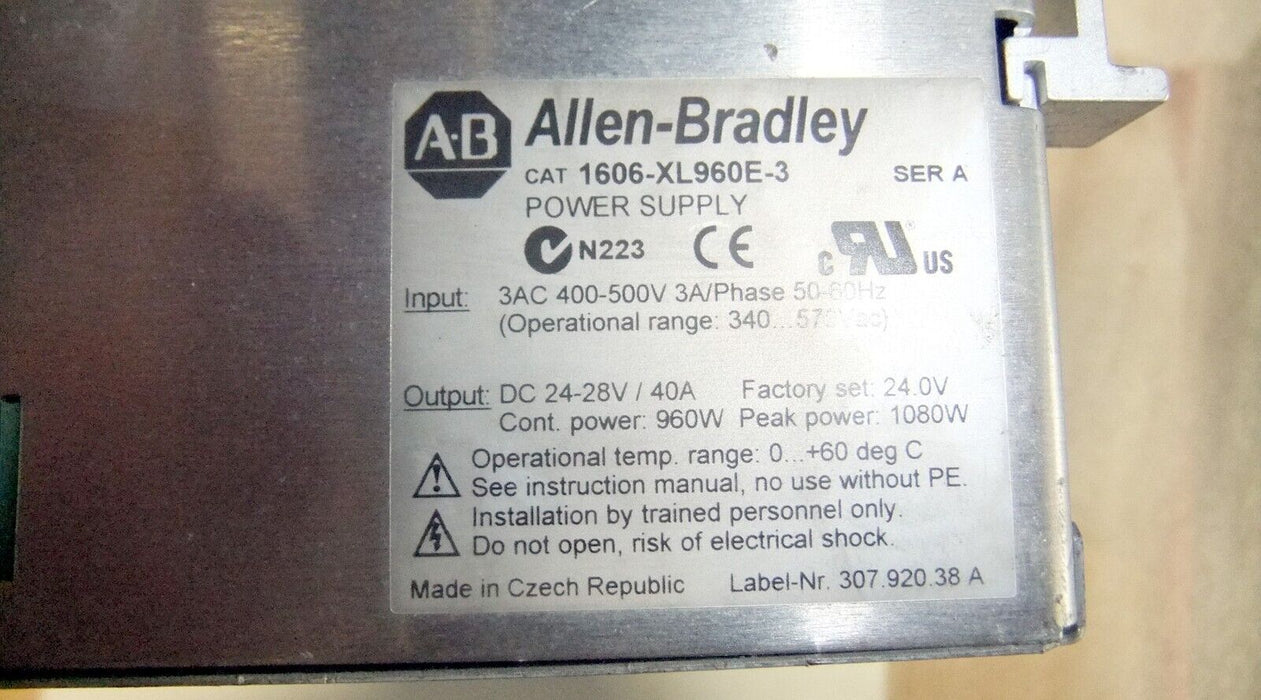 A-B Allen-Bradley
CAT 1606-XL960E-3 SER A
POWER SUPPLY
N223 CE c RU US
Input: 3AC 400-500V 3A/Phase 50-60Hz
(Operational range: 340...
Output: DC 24-28V / 40A Factory set: 24.0V
Cont. power: 960W Peak power: 1080W
Operational temp. range: 0...+60 deg C
See instruction manual, no use without PE.
Installation by trained personnel only.
Do not open, risk of electrical shock.
Made in Czech Republic Label-Nr. 307.920.38 A